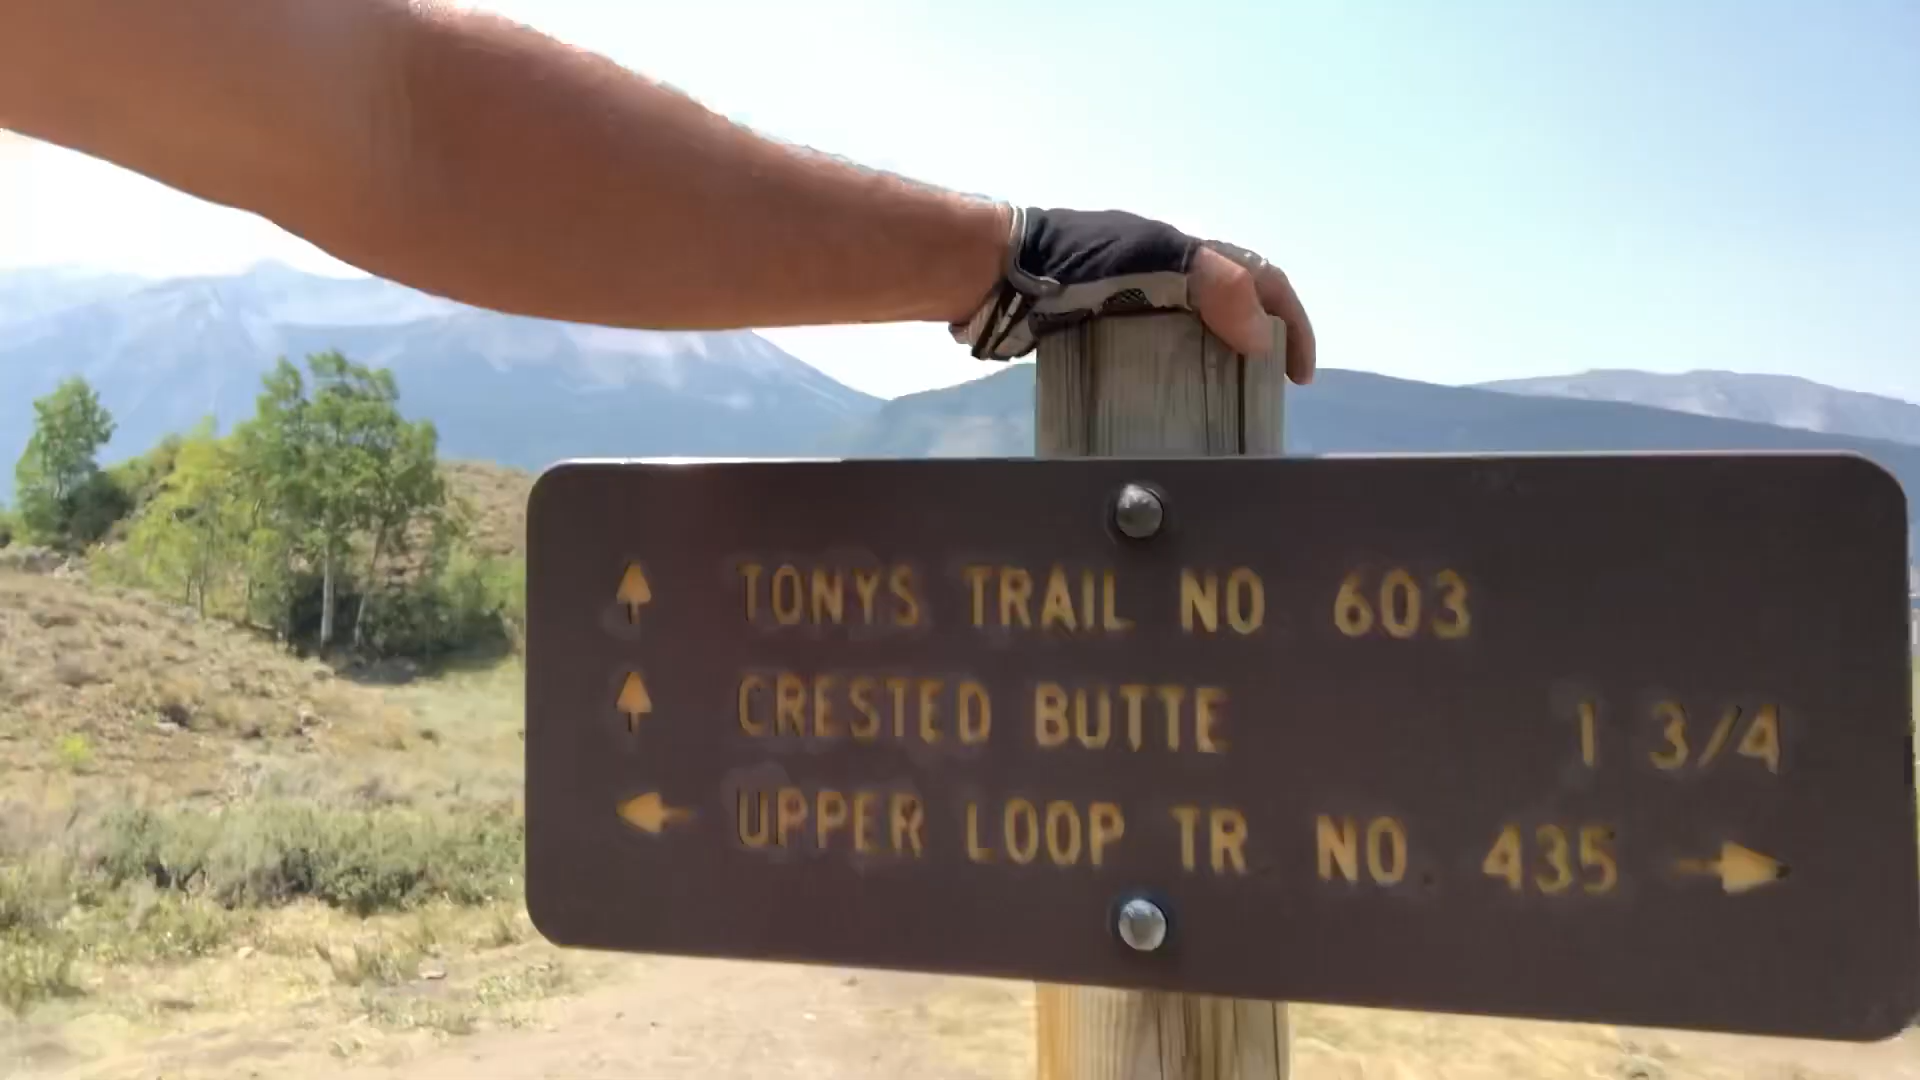 ↑ TONYS TRAIL NO 603
↑ CRESTED BUTTE 1 3/4
← UPPER LOOP TR NO 435 →